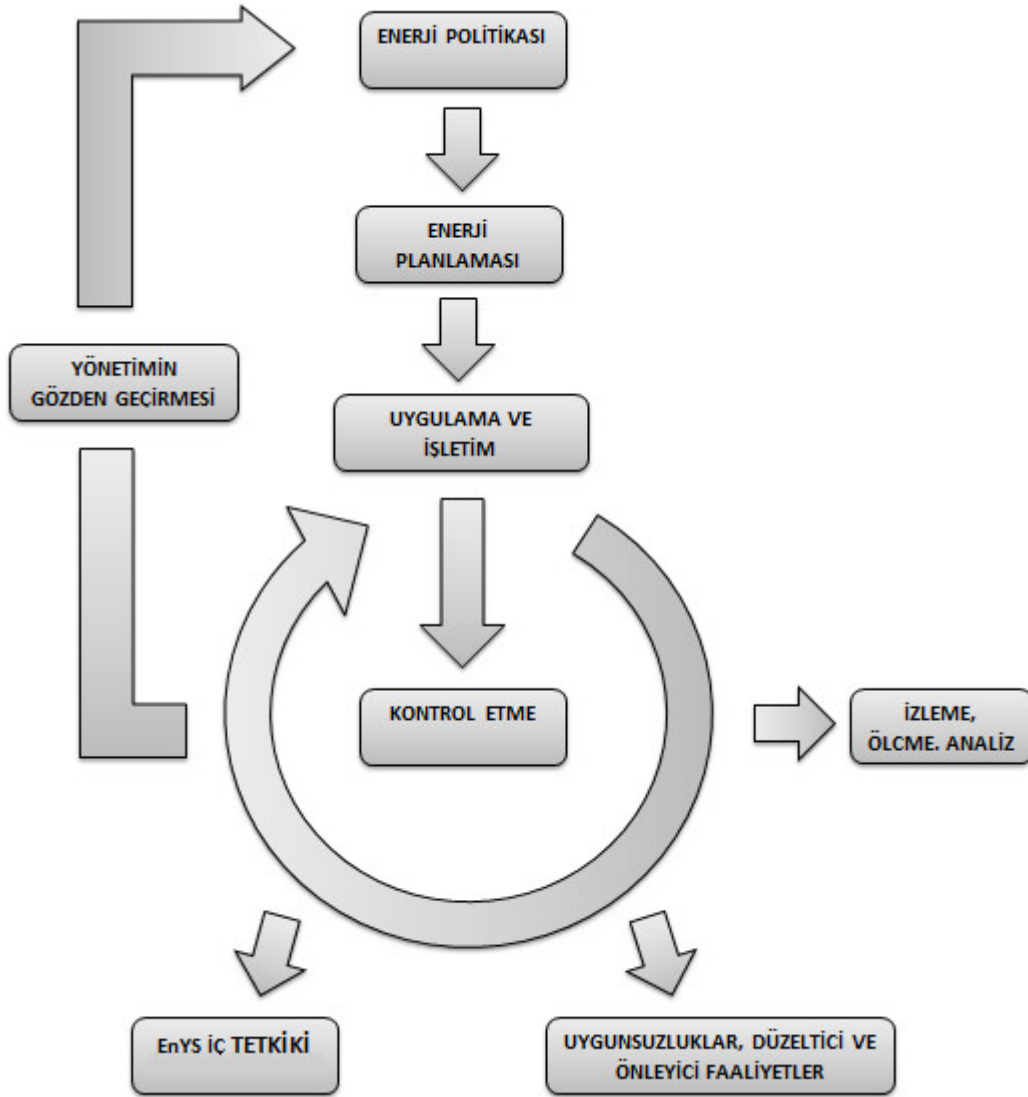 ENERJİ POLİTİKASI
ENERJİ
PLANLAMASI
YÖNETİMİN
GÖZDEN GEÇİRMESİ
UYGULAMA VE
İŞLETİM
KONTROL ETME
İZLEME,
ÖLCME. ANALİZ
EnYS İÇ TETKİKİ
UYGUNSUZLUKLAR, DÜZELTİCİ VE
ÖNLEYİCİ FAALİYETLER